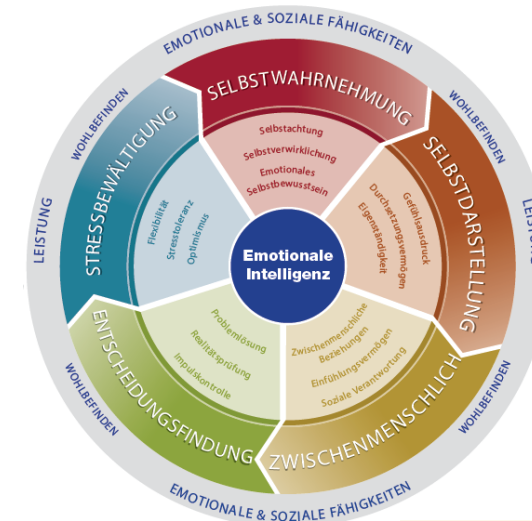 EMOTIONALE & SOZIALE FÄHIGKEITEN
WOHLBEFINDEN
WOHLBEFINDEN
LEISTUNG
SELBSTWAHRNEHMUNG
Selbstachtung
Selbstverwirklichung
Emotionales
Selbstbewusstsein
SELBSTDARSTELLUNG
Gefühlsausdruck
Durchsetzungsvermögen
Eigenständigkeit
STRESSBEWÄLTIGUNG
Flexibilität
Stresstoleranz
Optimismus
Emotionale
Intelligenz
ZWISCHENMENSCHLICH
Zwischenmenschliche
Beziehungen
Einfühlungsvermögen
Soziale Verantwortung
ENTSCHEIDUNGSFINDUNG
Problemlösung
Realitätsprüfung
Impulskontrolle
WOHLBEFINDEN
WOHLBEFINDEN
EMOTIONALE & SOZIALE FÄHIGKEITEN